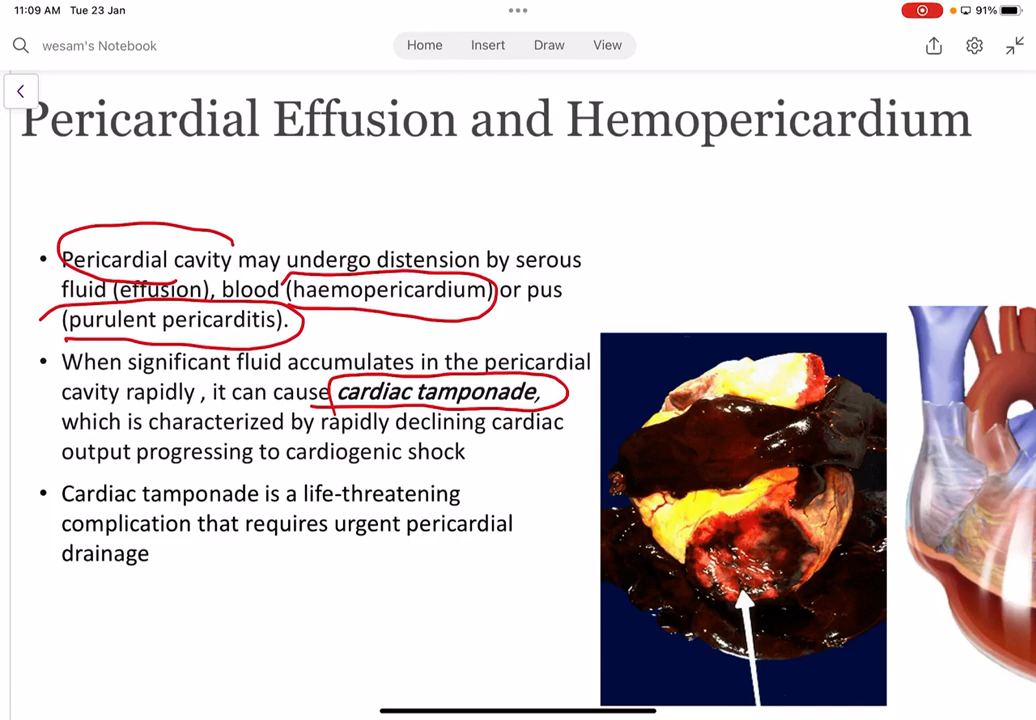 11:09 AM Tue 23 Jan
91%
wesam's Notebook
Home Insert Draw View
Pericardial Effusion and Hemopericardium
• Pericardial cavity may undergo distension by serous
fluid (effusion), blood (haemopericardium) or pus
(purulent pericarditis).
• When significant fluid accumulates in the pericardial
cavity rapidly , it can cause cardiac tamponade,
which is characterized by rapidly declining cardiac
output progressing to cardiogenic shock
• Cardiac tamponade is a life-threatening
complication that requires urgent pericardial
drainage